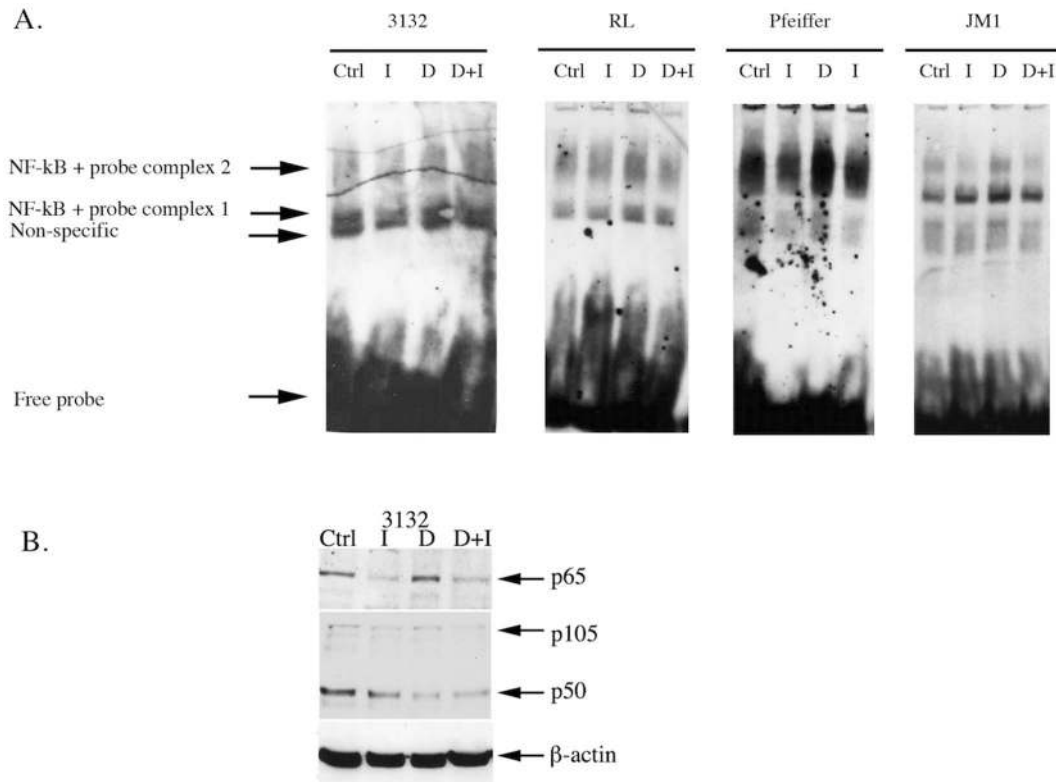 A.
3132 RL Pfeiffer JM1
Ctrl I D D+I Ctrl I D D+I Ctrl I D I Ctrl I D D+I
NF-kB + probe complex 2
NF-kB + probe complex 1
Non-specific
Free probe
B.
3132
Ctrl I D D+I
p65
p105
p50
β-actin